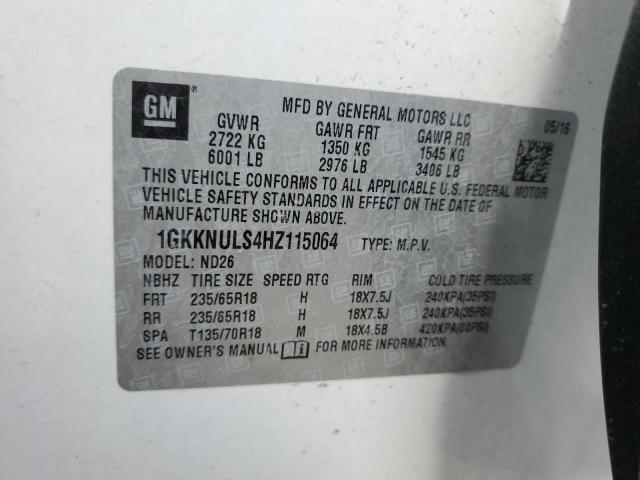 GM
MFD BY GENERAL MOTORS LLC 05/16
GVWR GAWR FRT GAWR RR
2722 KG 1350 KG 1545 KG
6001 LB 2976 LB 3406 LB
THIS VEHICLE CONFORMS TO ALL APPLICABLE U.S. FEDERAL MOTOR
VEHICLE SAFETY STANDARDS IN EFFECT ON THE DATE OF
MANUFACTURE SHOWN ABOVE.
1GKKNULS4HZ115064 TYPE: M.P.V.
MODEL: ND26
NBHZ TIRE SIZE SPEED RTG RIM COLD TIRE PRESSURE
FRT 235/65R18 H 18X7.5J 240KPA(35PSI)
RR 235/65R18 H 18X7.5J 240KPA(35PSI)
SPA T135/70R18 M 18X4.5B 420KPA(60PSI)
SEE OWNER'S MANUAL FOR MORE INFORMATION.